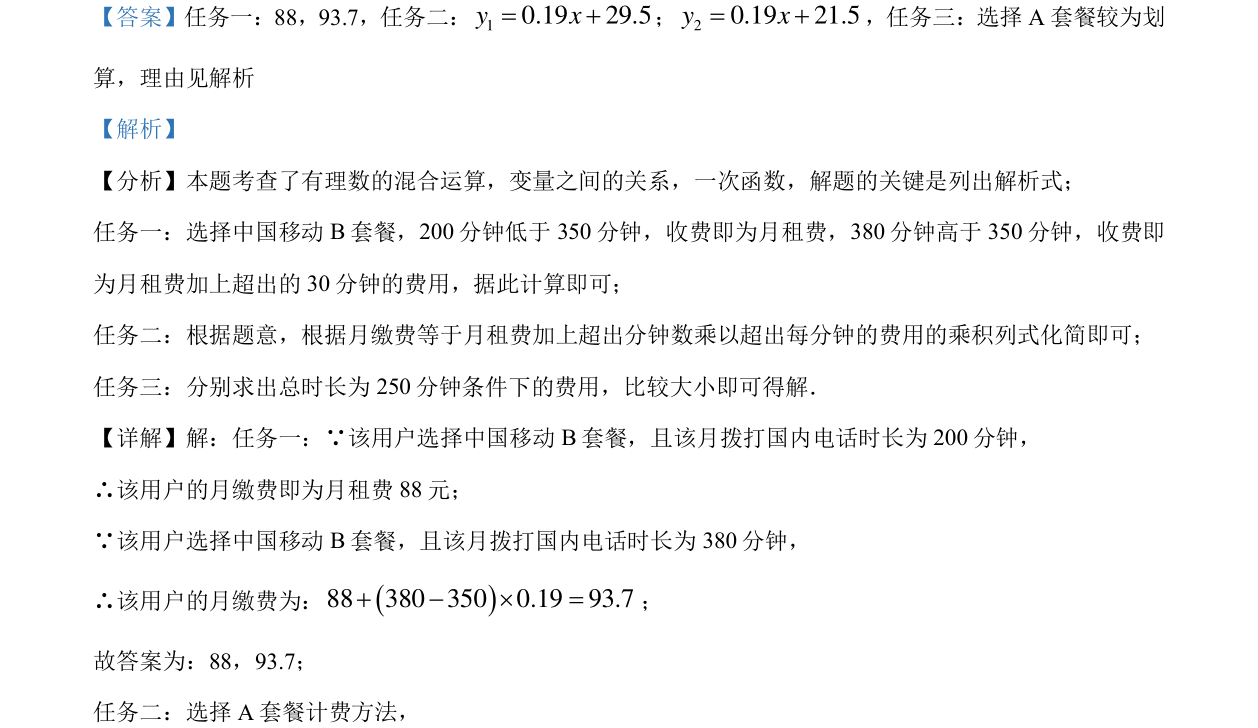 【答案】任务一：88，93.7，任务二：y₁ = 0.19x + 29.5；y₂ = 0.19x + 21.5，任务三：选择 A 套餐较为划
算，理由见解析
【解析】
【分析】本题考查了有理数的混合运算，变量之间的关系，一次函数，解题的关键是列出解析式；
任务一：选择中国移动 B 套餐，200 分钟低于 350 分钟，收费即为月租费，380 分钟高于 350 分钟，收费即
为月租费加上超出的 30 分钟的费用，据此计算即可；
任务二：根据题意，根据月缴费等于月租费加上超出分钟数乘以超出每分钟的费用的乘积列式化简即可；
任务三：分别求出总时长为 250 分钟条件下的费用，比较大小即可得解．
【详解】解：任务一：∵该用户选择中国移动 B 套餐，且该月拨打国内电话时长为 200 分钟，
∴该用户的月缴费即为月租费 88 元；
∵该用户选择中国移动 B 套餐，且该月拨打国内电话时长为 380 分钟，
∴该用户的月缴费为：88 + (380 − 350) × 0.19 = 93.7；
故答案为：88，93.7；
任务二：选择 A 套餐计费方法，